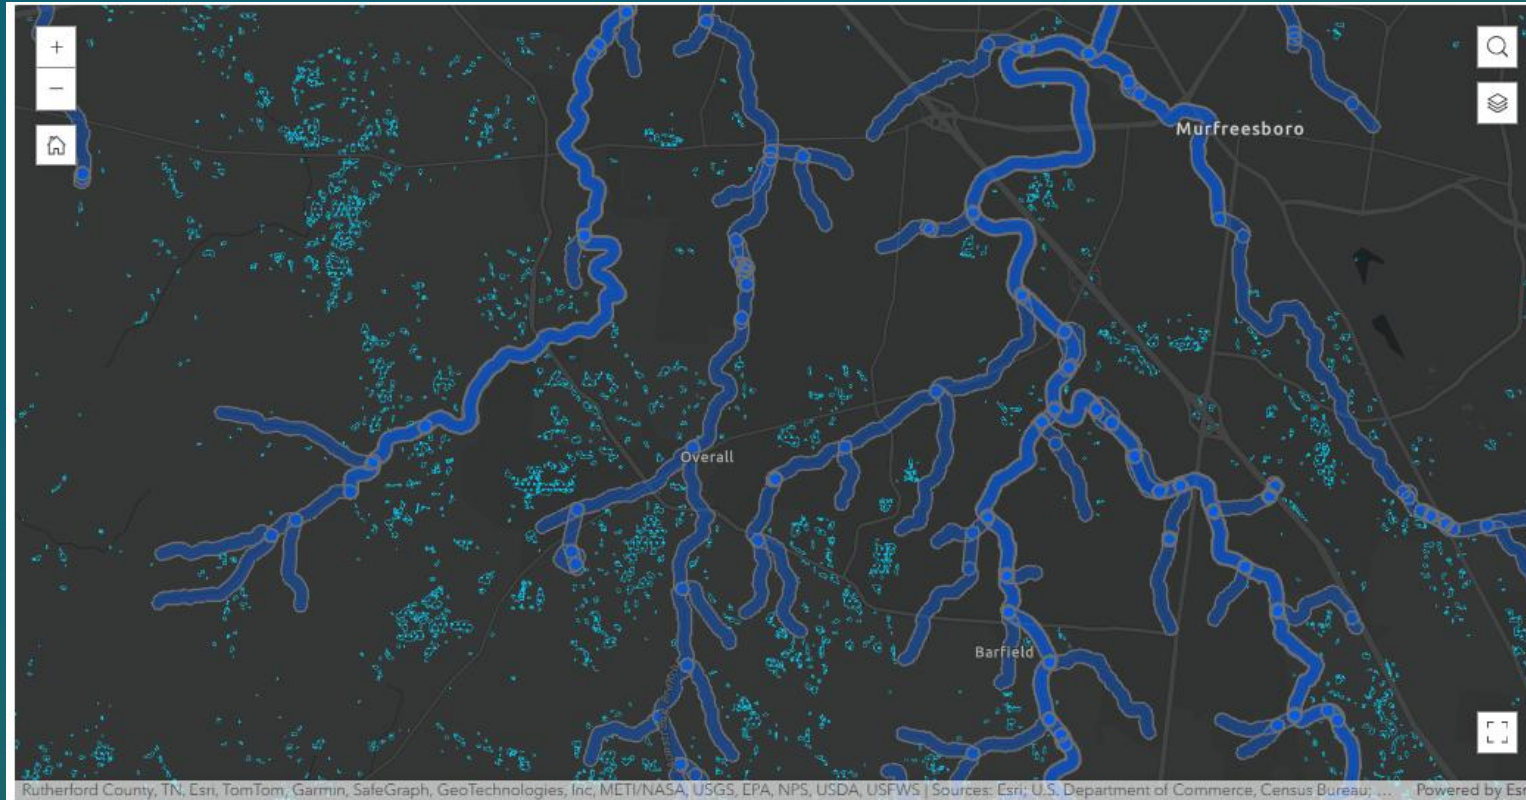 +
−
Murfreesboro
Overall
Barfield
Rutherford County, TN, Esri, TomTom, Garmin, SafeGraph, GeoTechnologies, Inc, METI/NASA, USGS, EPA, NPS, USDA, USFWS | Sources: Esri; U.S. Department of Commerce, Census Bureau; ... Powered by Esri